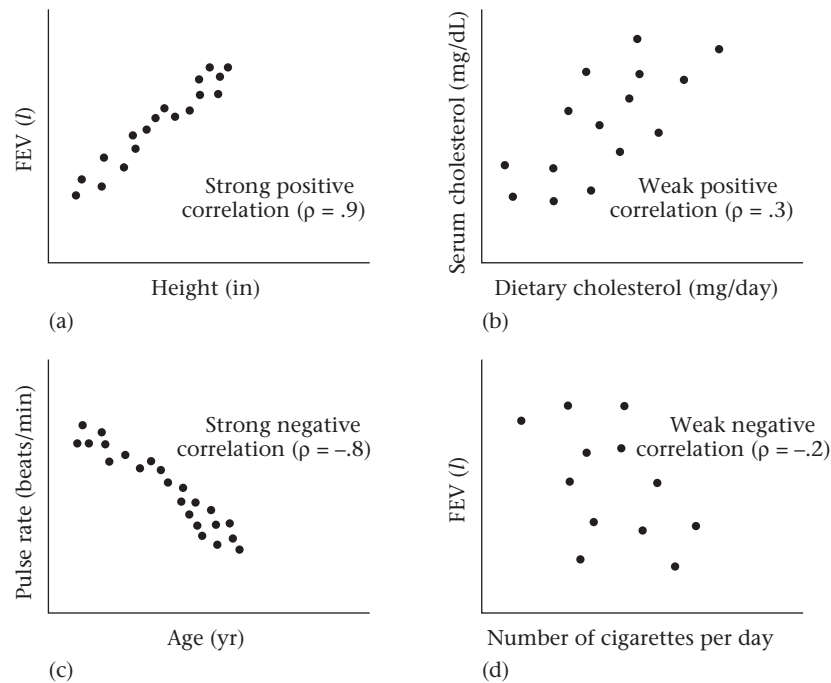 FEV (l)
Strong positive
correlation (ρ = .9)
Height (in)
(a)
Serum cholesterol (mg/dL)
Weak positive
correlation (ρ = .3)
Dietary cholesterol (mg/day)
(b)
Pulse rate (beats/min)
Strong negative
correlation (ρ = –.8)
Age (yr)
(c)
FEV (l)
Weak negative
correlation (ρ = –.2)
Number of cigarettes per day
(d)